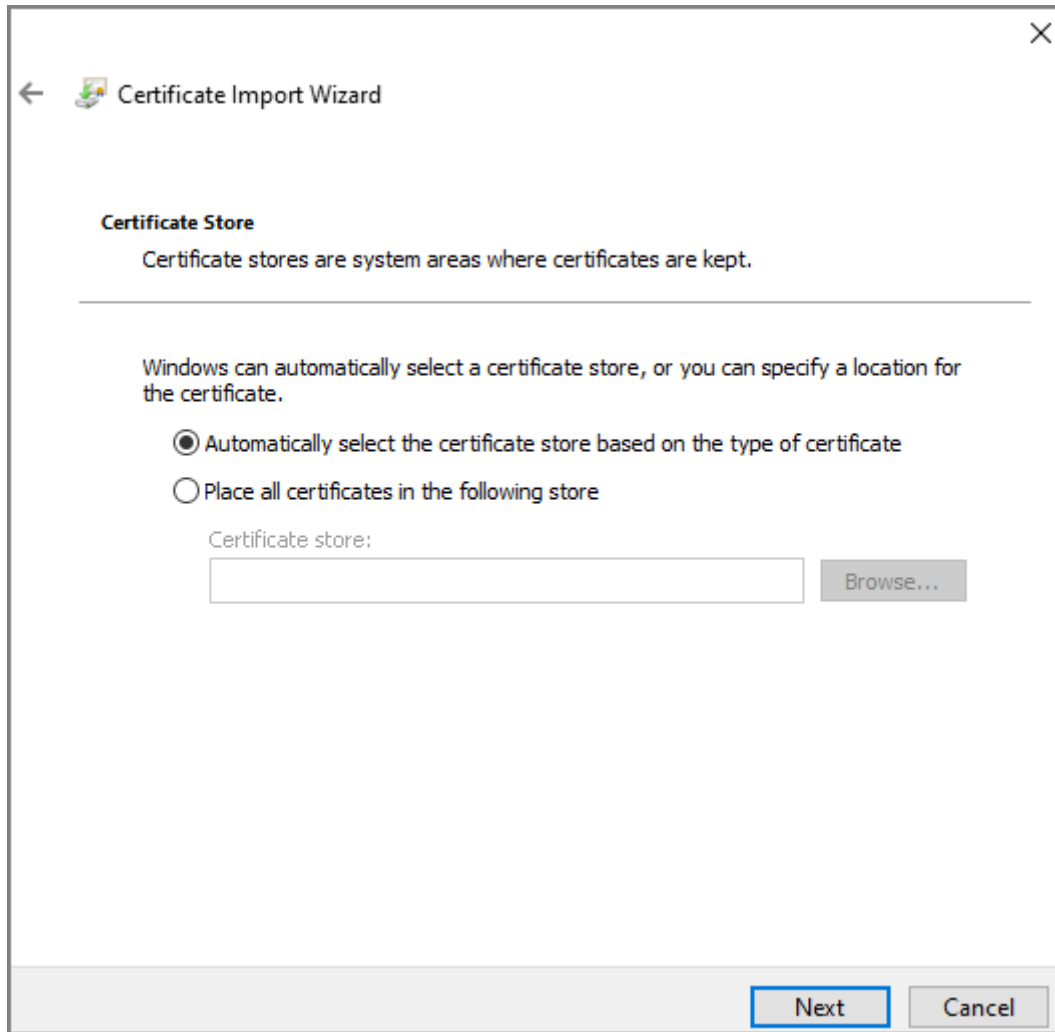 Certificate Import Wizard
Certificate Store
Certificate stores are system areas where certificates are kept.
Windows can automatically select a certificate store, or you can specify a location for
the certificate.
Automatically select the certificate store based on the type of certificate
Place all certificates in the following store
Certificate store:
Browse...
Next
Cancel